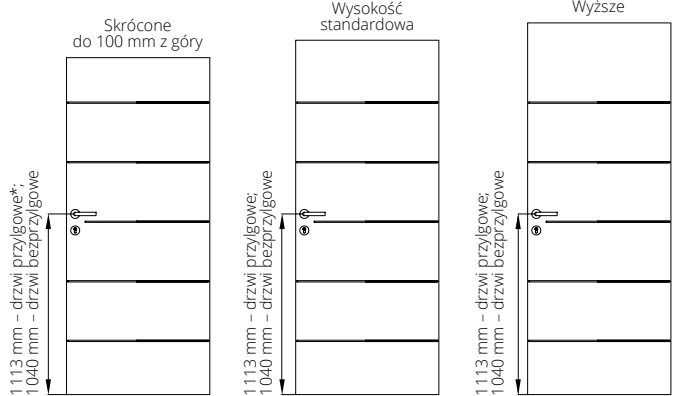 Skrócone
do 100 mm z góry
1113 mm – drzwi przylgowe*;
1040 mm – drzwi bezprzylgowe
Wysokość
standardowa
1113 mm – drzwi przylgowe;
1040 mm – drzwi bezprzylgowe
Wyższe
1113 mm – drzwi przylgowe;
1040 mm – drzwi bezprzylgowe